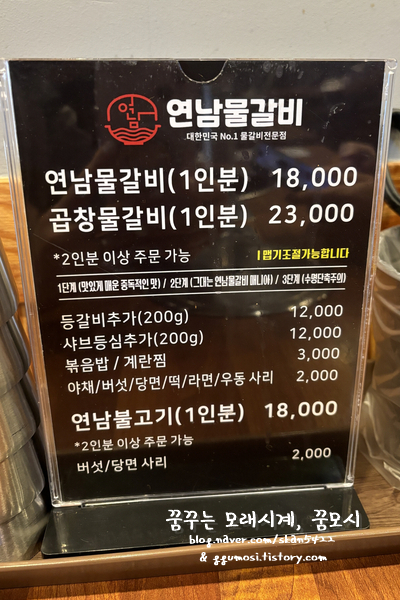 연남
연남물갈비
대한민국 No.1 물갈비전문점
연남물갈비(1인분) 18,000
곱창물갈비(1인분) 23,000
*2인분 이상 주문 가능 ! 맵기조절가능합니다
1단계 (맛있게 매운 중독적인 맛) / 2단계 (그대는 연남물갈비 매니아) / 3단계 (수명단축주의)
등갈비추가(200g) 12,000
샤브등심추가(200g) 12,000
볶음밥 / 계란찜 3,000
야채/버섯/당면/떡/라면/우동 사리 2,000
연남불고기(1인분) 18,000
*2인분 이상 주문 가능
버섯/당면 사리 2,000
꿈꾸는 모래시계, 꿈모시
blog.naver.com/slan5422
& ggumosi.tistory.com